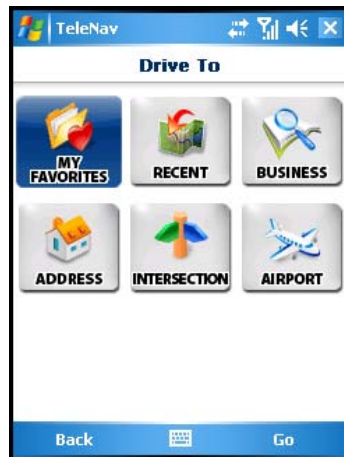 TeleNav
Drive To
MY FAVORITES
RECENT
BUSINESS
ADDRESS
INTERSECTION
AIRPORT
Back
Go